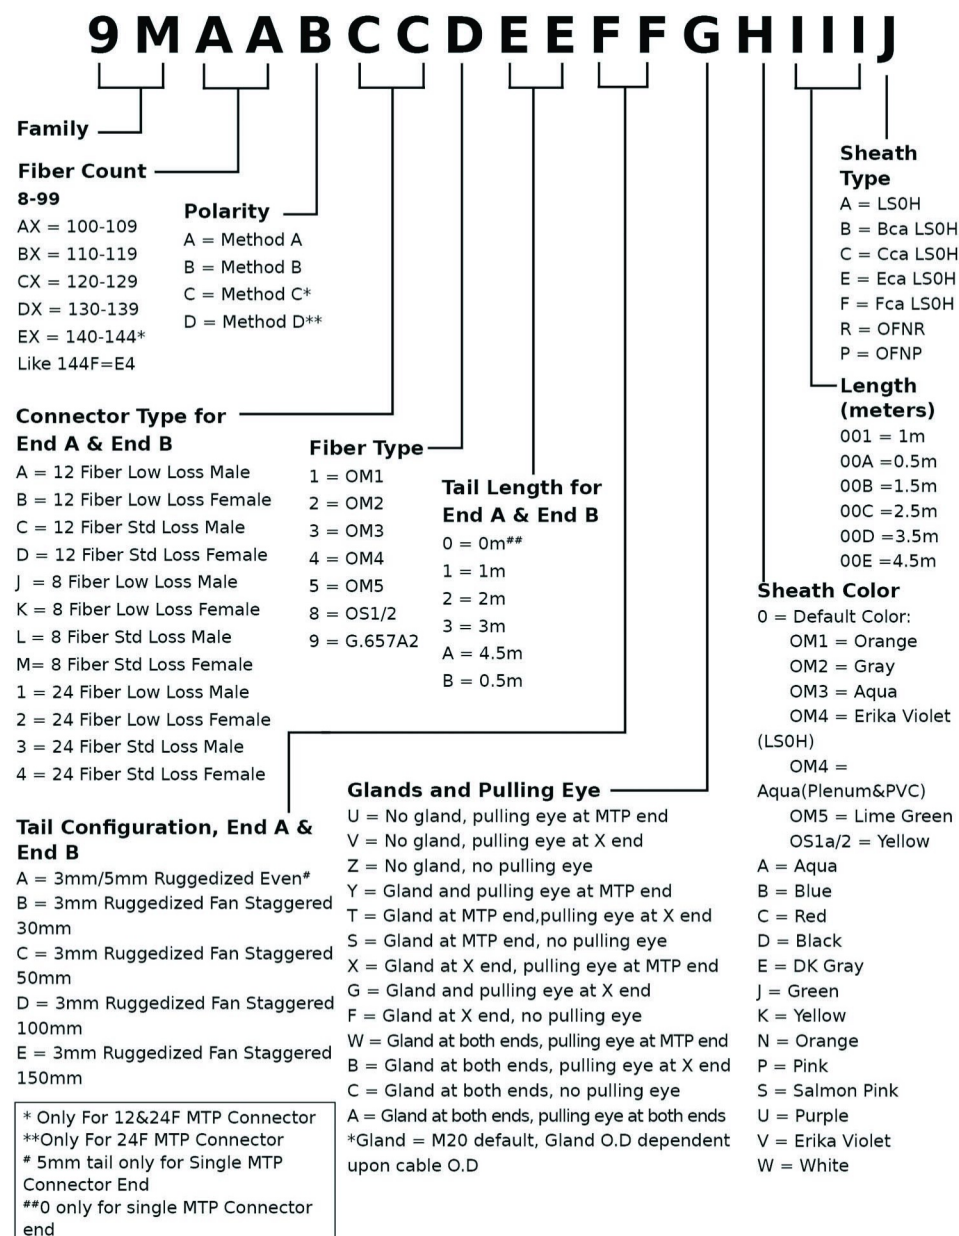 9 M A A B C C D E E F F G H I I I J
Family
Fiber Count
8-99
AX = 100-109
BX = 110-119
CX = 120-129
DX = 130-139
EX = 140-144*
Like 144F=E4
Polarity
A = Method A
B = Method B
C = Method C*
D = Method D**
Connector Type for
End A & End B
A = 12 Fiber Low Loss Male
B = 12 Fiber Low Loss Female
C = 12 Fiber Std Loss Male
D = 12 Fiber Std Loss Female
J = 8 Fiber Low Loss Male
K = 8 Fiber Low Loss Female
L = 8 Fiber Std Loss Male
M= 8 Fiber Std Loss Female
1 = 24 Fiber Low Loss Male
2 = 24 Fiber Low Loss Female
3 = 24 Fiber Std Loss Male
4 = 24 Fiber Std Loss Female
Fiber Type
1 = OM1
2 = OM2
3 = OM3
4 = OM4
5 = OM5
8 = OS1/2
9 = G.657A2
Tail Length for
End A & End B
0 = 0m##
1 = 1m
2 = 2m
3 = 3m
A = 4.5m
B = 0.5m
Tail Configuration, End A &
End B
A = 3mm/5mm Ruggedized Even#
B = 3mm Ruggedized Fan Staggered
30mm
C = 3mm Ruggedized Fan Staggered
50mm
D = 3mm Ruggedized Fan Staggered
100mm
E = 3mm Ruggedized Fan Staggered
150mm
* Only For 12&24F MTP Connector
**Only For 24F MTP Connector
# 5mm tail only for Single MTP
Connector End
##0 only for single MTP Connector
end
Glands and Pulling Eye
U = No gland, pulling eye at MTP end
V = No gland, pulling eye at X end
Z = No gland, no pulling eye
Y = Gland and pulling eye at MTP end
T = Gland at MTP end,pulling eye at X end
S = Gland at MTP end, no pulling eye
X = Gland at X end, pulling eye at MTP end
G = Gland and pulling eye at X end
F = Gland at X end, no pulling eye
W = Gland at both ends, pulling eye at MTP end
B = Gland at both ends, pulling eye at X end
C = Gland at both ends, no pulling eye
A = Gland at both ends, pulling eye at both ends
*Gland = M20 default, Gland O.D dependent
upon cable O.D
Sheath
Type
A = LS0H
B = Bca LS0H
C = Cca LS0H
E = Eca LS0H
F = Fca LS0H
R = OFNR
P = OFNP
Length
(meters)
001 = 1m
00A =0.5m
00B =1.5m
00C =2.5m
00D =3.5m
00E =4.5m
Sheath Color
0 = Default Color:
OM1 = Orange
OM2 = Gray
OM3 = Aqua
OM4 = Erika Violet
(LS0H)
OM4 =
Aqua(Plenum&PVC)
OM5 = Lime Green
OS1a/2 = Yellow
A = Aqua
B = Blue
C = Red
D = Black
E = DK Gray
J = Green
K = Yellow
N = Orange
P = Pink
S = Salmon Pink
U = Purple
V = Erika Violet
W = White